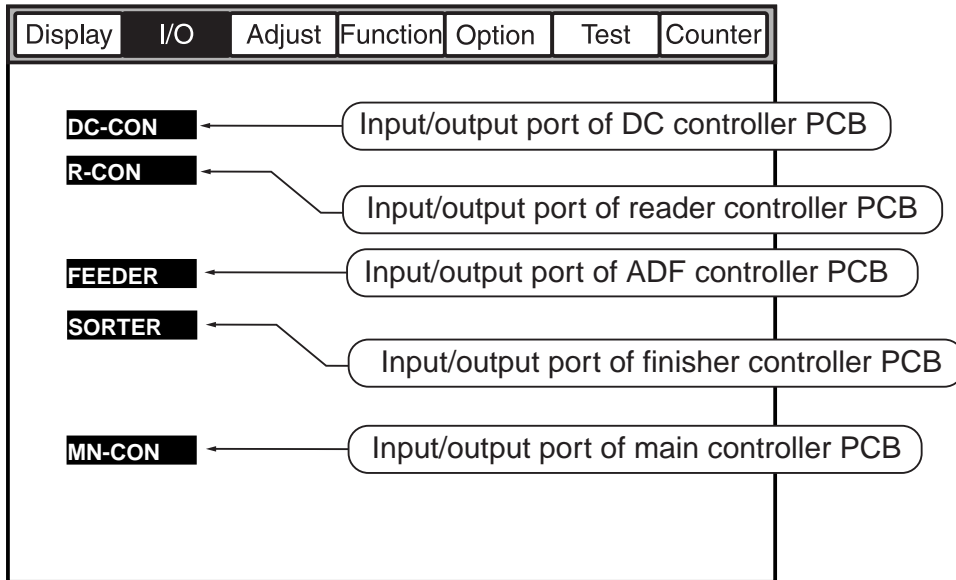 Display I/O Adjust Function Option Test Counter
DC-CON Input/output port of DC controller PCB
R-CON
Input/output port of reader controller PCB
FEEDER Input/output port of ADF controller PCB
SORTER
Input/output port of finisher controller PCB
MN-CON Input/output port of main controller PCB